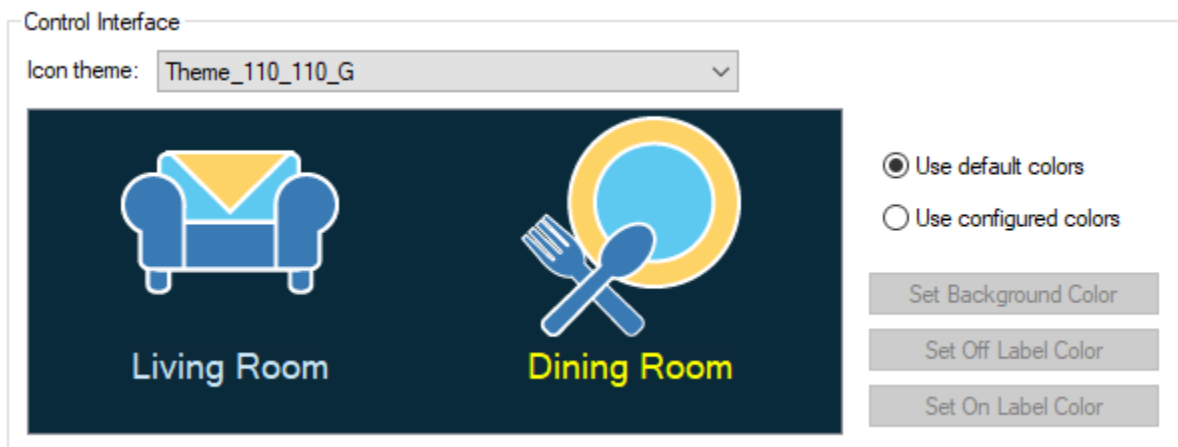 Control Interface
Icon theme: Theme_110_110_G
Use default colors
Use configured colors
Set Background Color
Living Room Dining Room
Set Off Label Color
Set On Label Color